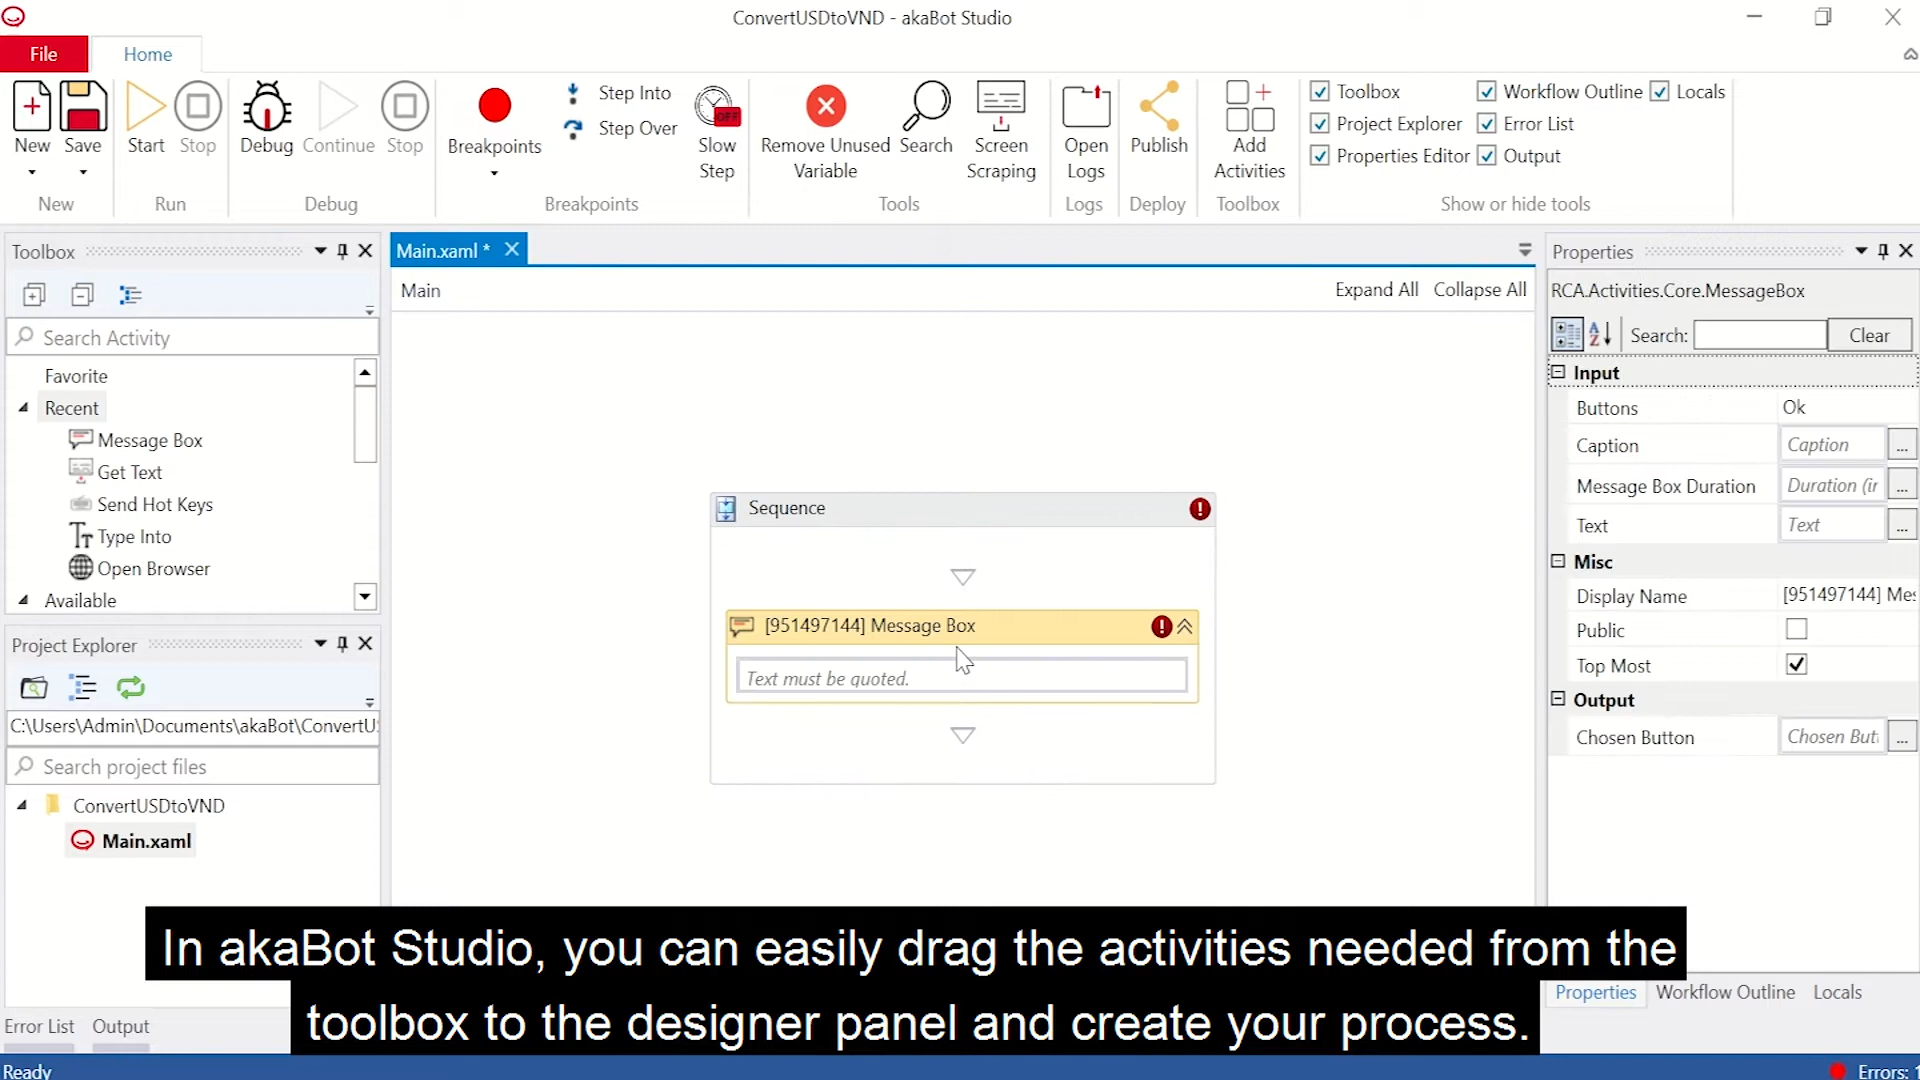 ConvertUSDtoVND - akaBot Studio
File
Home
New
Save
Start
Stop
Debug
Continue
Stop
Breakpoints
Step Into
Step Over
OFF
Slow
Step
Remove Unused
Variable
Search
Screen
Scraping
Open
Logs
Publish
Add
Activities
Toolbox
Workflow Outline
Locals
Project Explorer
Error List
Properties Editor
Output
New
Run
Debug
Breakpoints
Tools
Logs
Deploy
Toolbox
Show or hide tools
Toolbox
Search Activity
Favorite
Recent
Message Box
Get Text
Send Hot Keys
Type Into
Open Browser
Available
Project Explorer
C:\Users\Admin\Documents\akaBot\ConvertU
Search project files
ConvertUSDtoVND
Main.xaml
Error List
Output
Main.xaml *
Main
Expand All
Collapse All
Sequence
[951497144] Message Box
Text must be quoted.
Properties
RCA.Activities.Core.MessageBox
Search:
Clear
Input
Buttons
Ok
Caption
Caption
...
Message Box Duration
Duration (ir
...
Text
Text
...
Misc
Display Name
[951497144] Mes
Public
Top Most
Output
Chosen Button
Chosen But
...
Properties
Workflow Outline
Locals
In akaBot Studio, you can easily drag the activities needed from the
toolbox to the designer panel and create your process.
Ready
Errors: 1